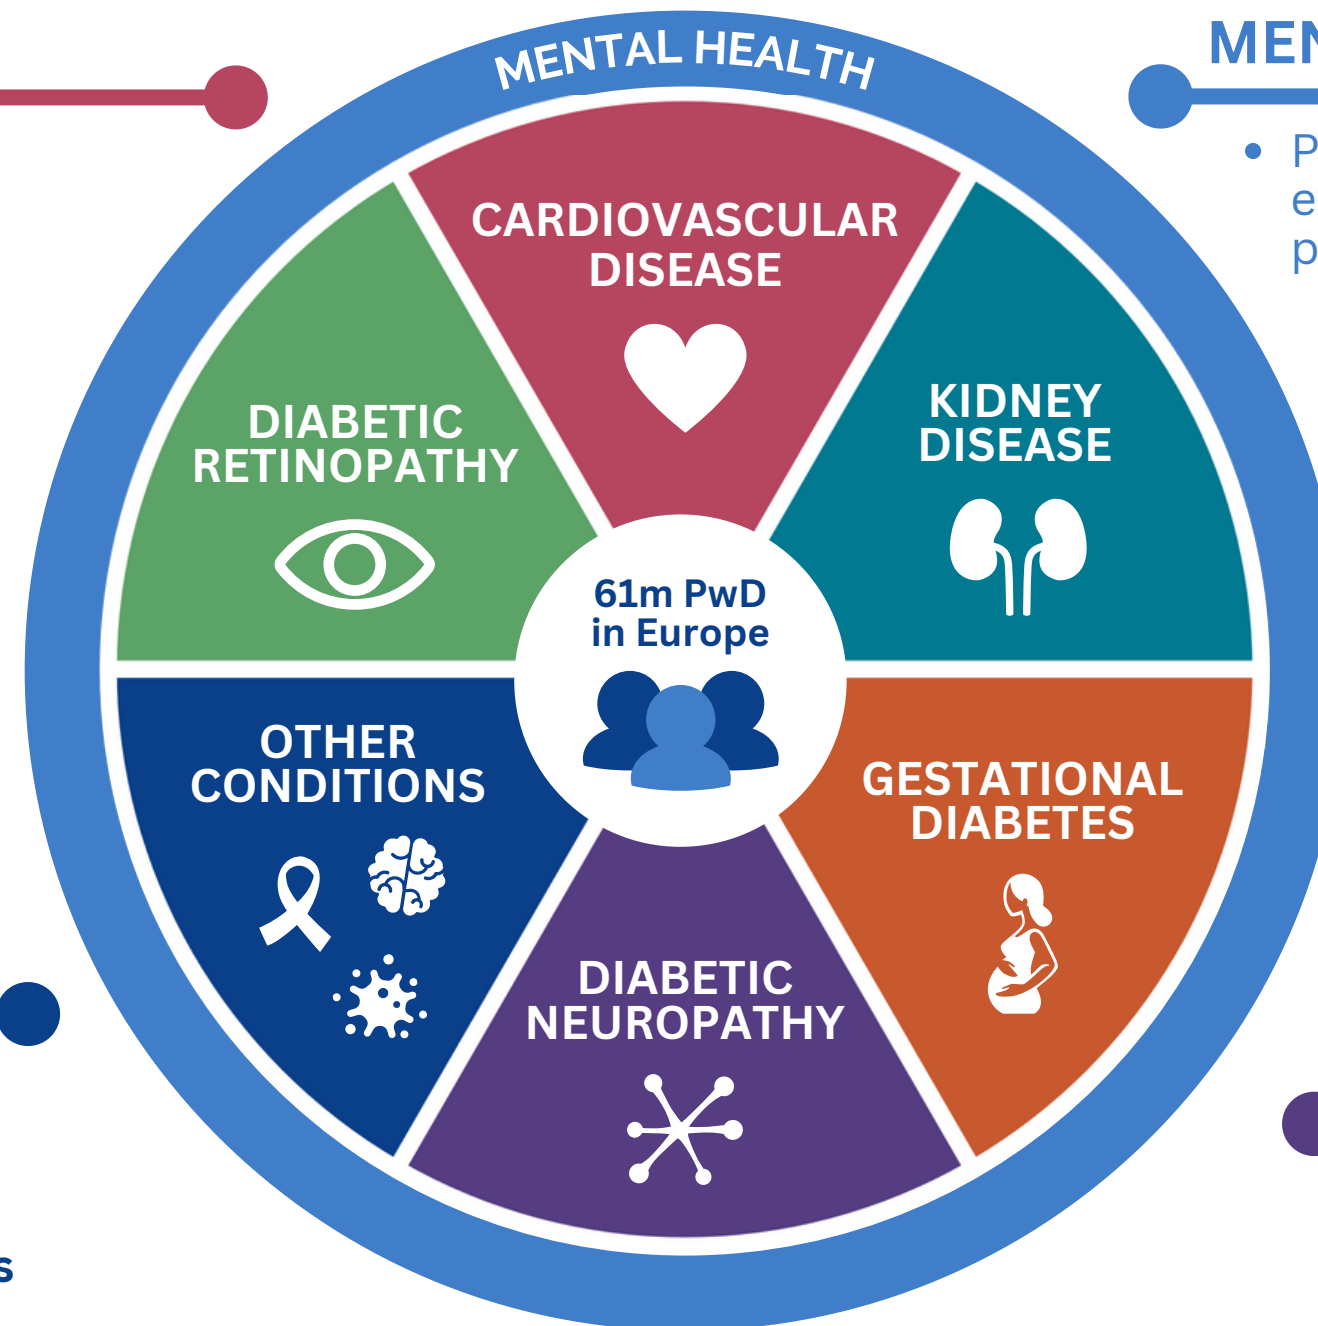 MENTAL HEALTH
CARDIOVASCULAR
DISEASE
KIDNEY
DISEASE
DIABETIC
RETINOPATHY
61m PwD
in Europe
OTHER
CONDITIONS
GESTATIONAL
DIABETES
DIABETIC
NEUROPATHY